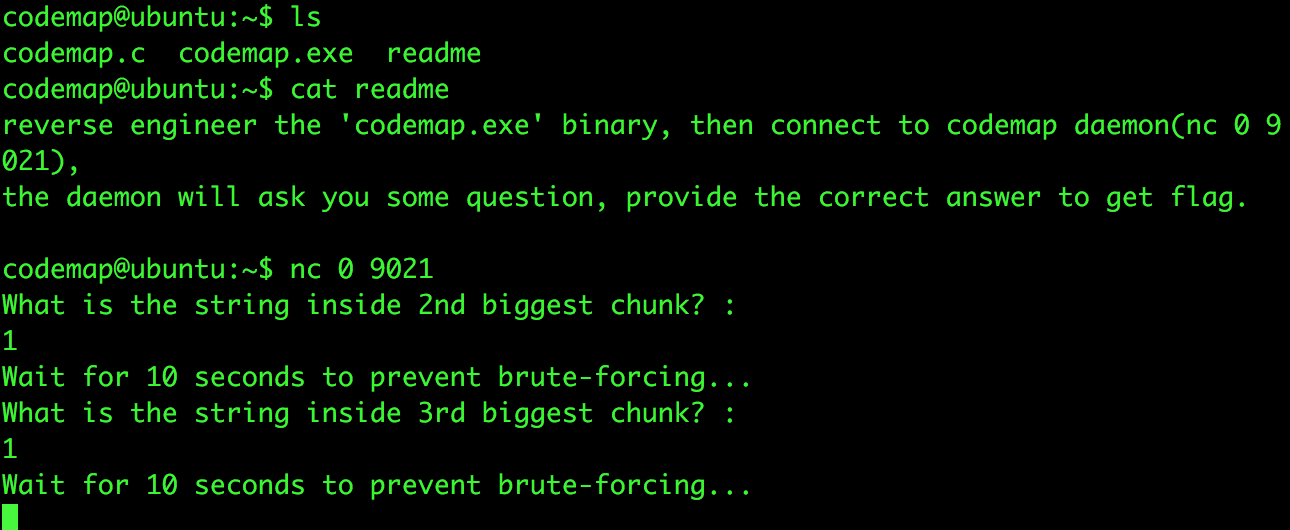 codemap@ubuntu:~$ ls
codemap.c  codemap.exe  readme
codemap@ubuntu:~$ cat readme
reverse engineer the 'codemap.exe' binary, then connect to codemap daemon(nc 0 9
021),
the daemon will ask you some question, provide the correct answer to get flag.
codemap@ubuntu:~$ nc 0 9021
What is the string inside 2nd biggest chunk? :
1
Wait for 10 seconds to prevent brute-forcing...
What is the string inside 3rd biggest chunk? :
1
Wait for 10 seconds to prevent brute-forcing...